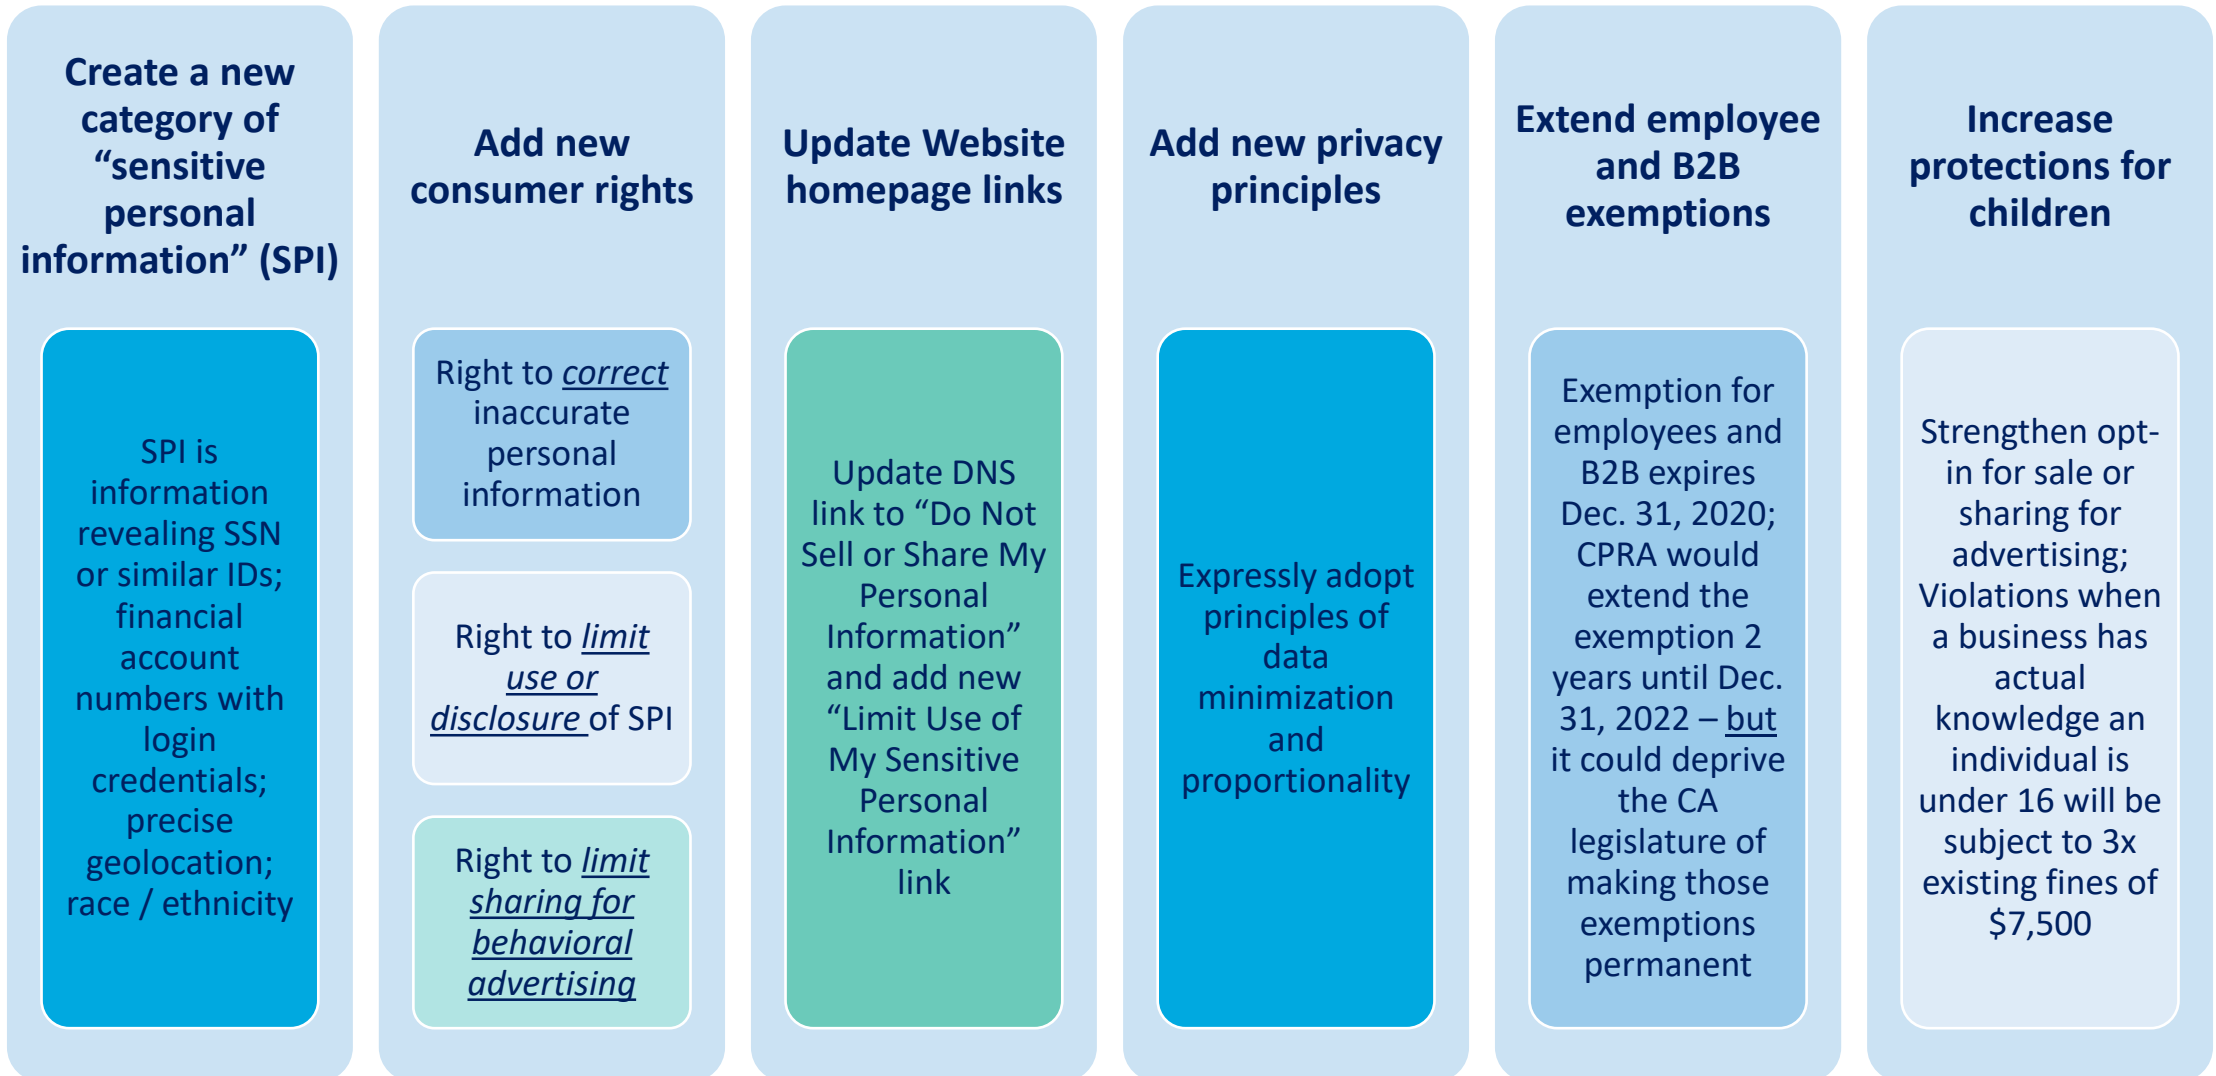 Create a new
category of
“sensitive
personal
information” (SPI)
SPI is
information
revealing SSN
or similar IDs;
financial
account
numbers with
login
credentials;
precise
geolocation;
race / ethnicity
Add new
consumer rights
Right to correct
inaccurate
personal
information
Right to limit
use or
disclosure of SPI
Right to limit
sharing for
behavioral
advertising
Update Website
homepage links
Update DNS
link to “Do Not
Sell or Share My
Personal
Information”
and add new
“Limit Use of
My Sensitive
Personal
Information”
link
Add new privacy
principles
Expressly adopt
principles of
data
minimization
and
proportionality
Extend employee
and B2B
exemptions
Exemption for
employees and
B2B expires
Dec. 31, 2020;
CPRA would
extend the
exemption 2
years until Dec.
31, 2022 – but
it could deprive
the CA
legislature of
making those
exemptions
permanent
Increase
protections for
children
Strengthen opt-
in for sale or
sharing for
advertising;
Violations when
a business has
actual
knowledge an
individual is
under 16 will be
subject to 3x
existing fines of
$7,500